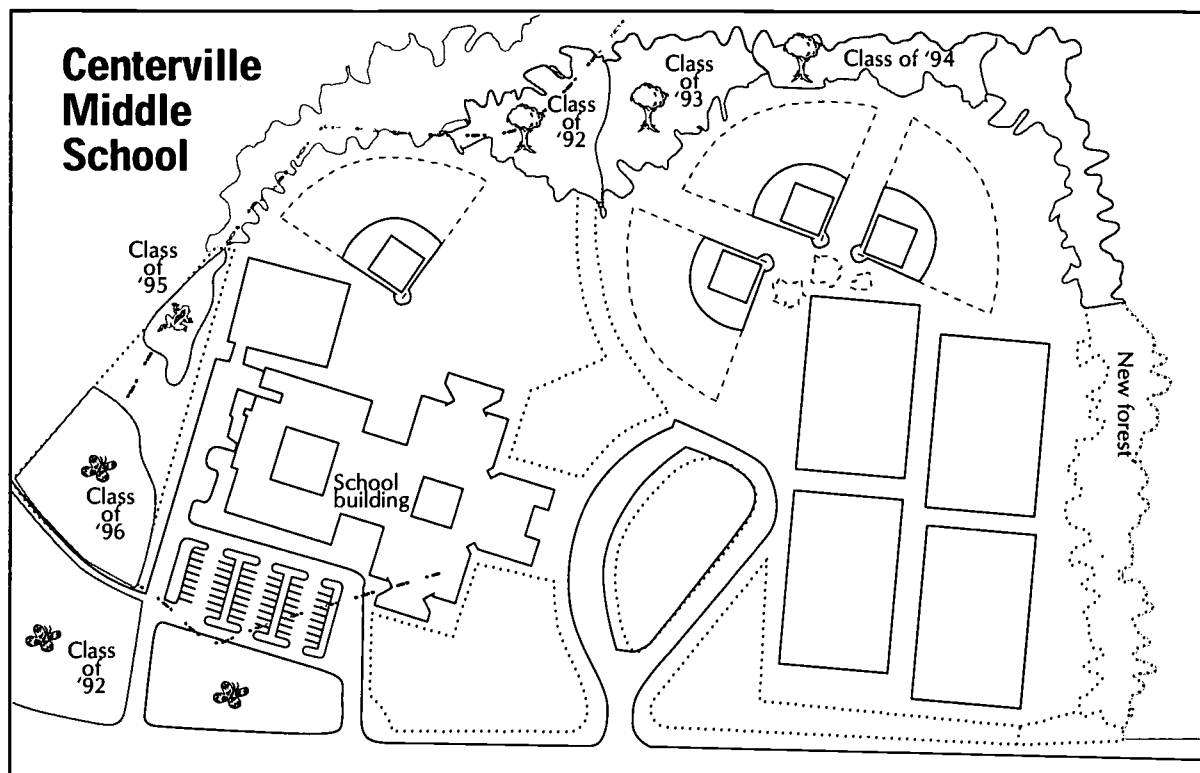 Centerville
Middle
School
Class
of
'92
Class
of
'93
Class of '94
Class
of
'95
Class
of
'96
School
building
New forest
Class
of
'92